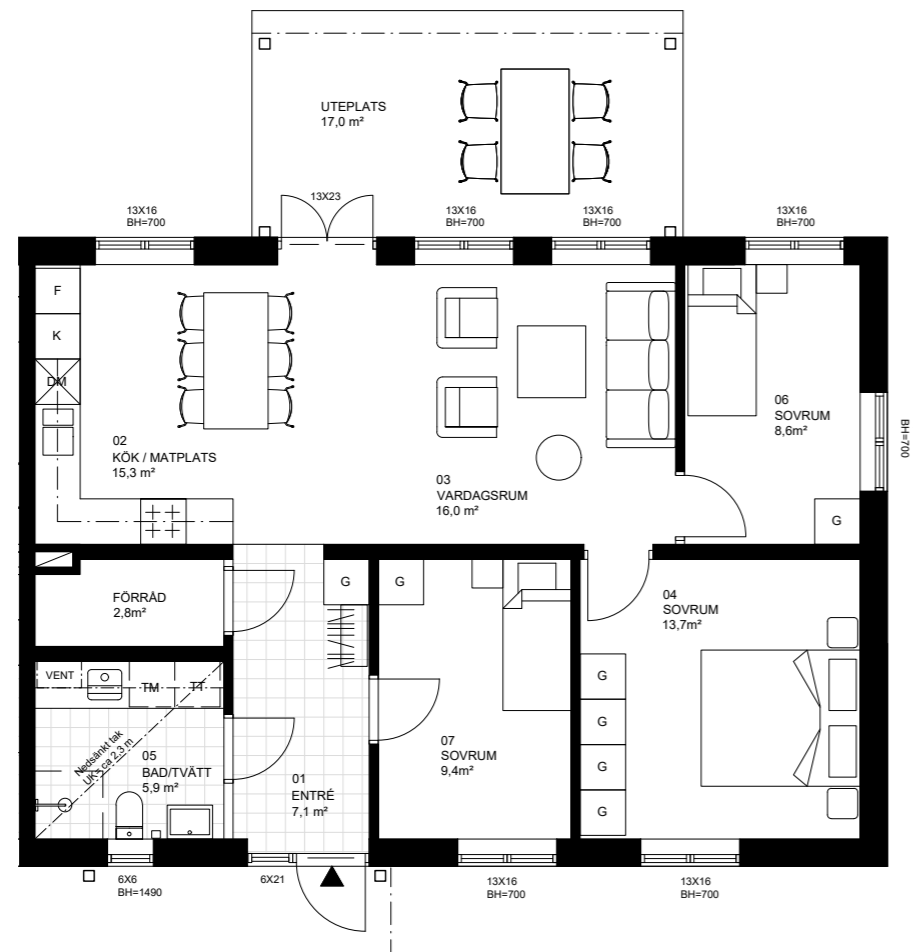 UTEPLATS
17,0 m²
13X16
BH=700
13X23
13X16
BH=700
13X16
BH=700
13X16
BH=700
F
K
DM
02
KÖK / MATPLATS
15,3 m²
03
VARDAGSRUM
16,0 m²
06
SOVRUM
8,6m²
BH=700
G
FÖRRÅD
2,8m²
G
G
04
SOVRUM
13,7m²
VENT
TM
TT
Nedsänkt tak
UK= ca 2,3 m
05
BAD/TVÄTT
5,9 m²
01
ENTRÉ
7,1 m²
07
SOVRUM
9,4m²
G
G
G
G
6X6
BH=1490
6X21
13X16
BH=700
13X16
BH=700